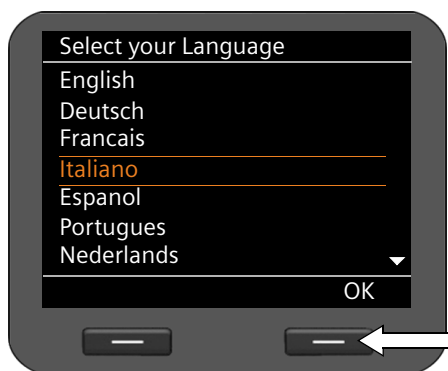 Select your Language
English
Deutsch
Francais
Italiano
Espanol
Portugues
Nederlands
OK